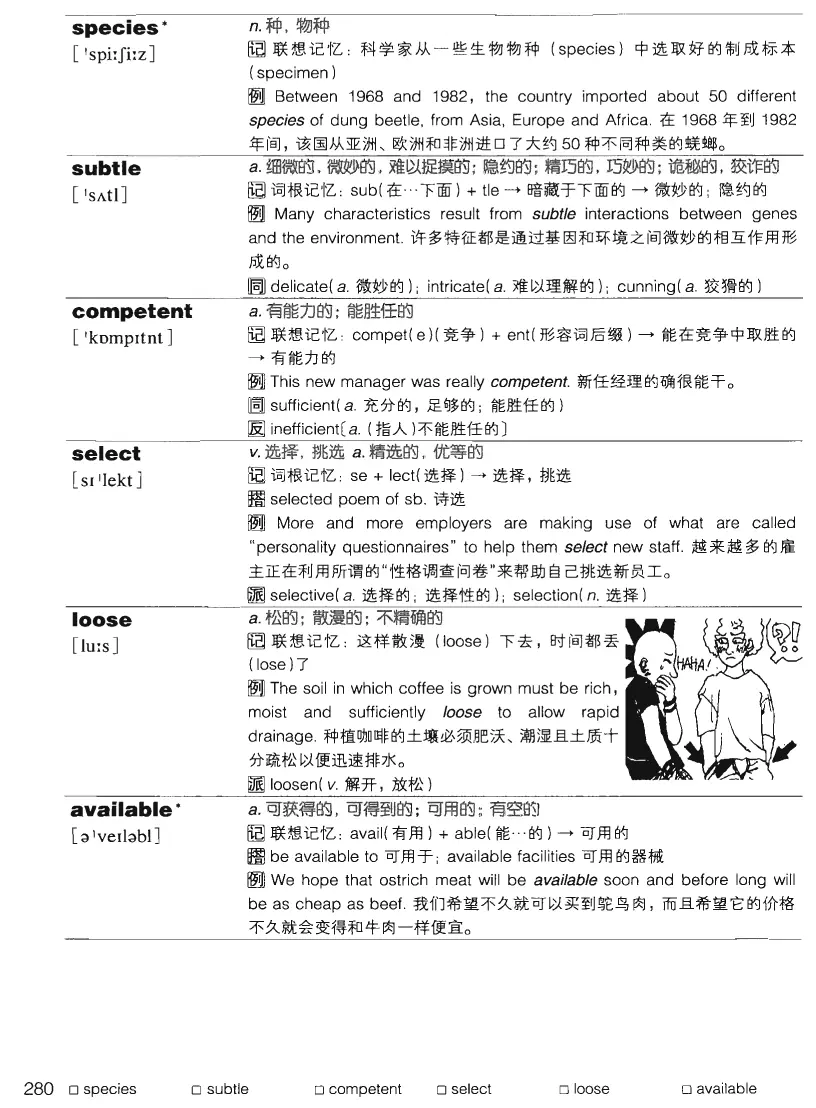 species*
[ ˈspiːʃiːz ]
n. 种, 物种
[记] 联想记忆: 科学家从一些生物物种 (species) 中选取好的制成标本
(specimen)
[例] Between 1968 and 1982, the country imported about 50 different
species of dung beetle, from Asia, Europe and Africa. 在 1968 年到 1982
年间, 该国从亚洲、欧洲和非洲进口了大约 50 种不同种类的蜣螂。
subtle
[ ˈsʌtl ]
a. 细微的, 微妙的, 难以捉摸的; 隐约的; 精巧的, 巧妙的; 诡秘的, 狡诈的
[记] 词根记忆: sub(在…下面) + tle → 暗藏于下面的 → 微妙的; 隐约的
[例] Many characteristics result from subtle interactions between genes
and the environment. 许多特征都是通过基因和环境之间微妙的相互作用形
成的。
[同] delicate(a. 微妙的); intricate(a. 难以理解的); cunning(a. 狡猾的)
competent
[ ˈkɒmpɪtnt ]
a. 有能力的; 能胜任的
[记] 联想记忆: compet(e)(竞争) + ent(形容词后缀) → 能在竞争中取胜的
→ 有能力的
[例] This new manager was really competent. 新任经理的确很能干。
[同] sufficient(a. 充分的, 足够的; 能胜任的)
[反] inefficient[a. (指人)不能胜任的]
select
[ sɪˈlekt ]
v. 选择, 挑选 a. 精选的, 优等的
[记] 词根记忆: se + lect(选择) → 选择, 挑选
[搭] selected poem of sb. 诗选
[例] More and more employers are making use of what are called
"personality questionnaires" to help them select new staff. 越来越多的雇
主正在利用所谓的“性格调查问卷”来帮助自己挑选新员工。
[派] selective(a. 选择的; 选择性的); selection(n. 选择)
loose
[ luːs ]
a. 松的; 散漫的; 不精确的
[记] 联想记忆: 这样散漫 (loose) 下去, 时间都丢
(lose)了
[例] The soil in which coffee is grown must be rich,
moist and sufficiently loose to allow rapid
drainage. 种植咖啡的土壤必须肥沃、潮湿且土质十
分疏松以便迅速排水。
[派] loosen(v. 解开, 放松)
HAHA!
?!
available*
[ əˈveɪləbl ]
a. 可获得的, 可得到的; 可用的; 有空的
[记] 联想记忆: avail(有用) + able(能…的) → 可用的
[搭] be available to 可用于; available facilities 可用的器械
[例] We hope that ostrich meat will be available soon and before long will
be as cheap as beef. 我们希望不久就可以买到鸵鸟肉, 而且希望它的价格
不久就会变得和牛肉一样便宜。
280 □ species □ subtle □ competent □ select □ loose □ available